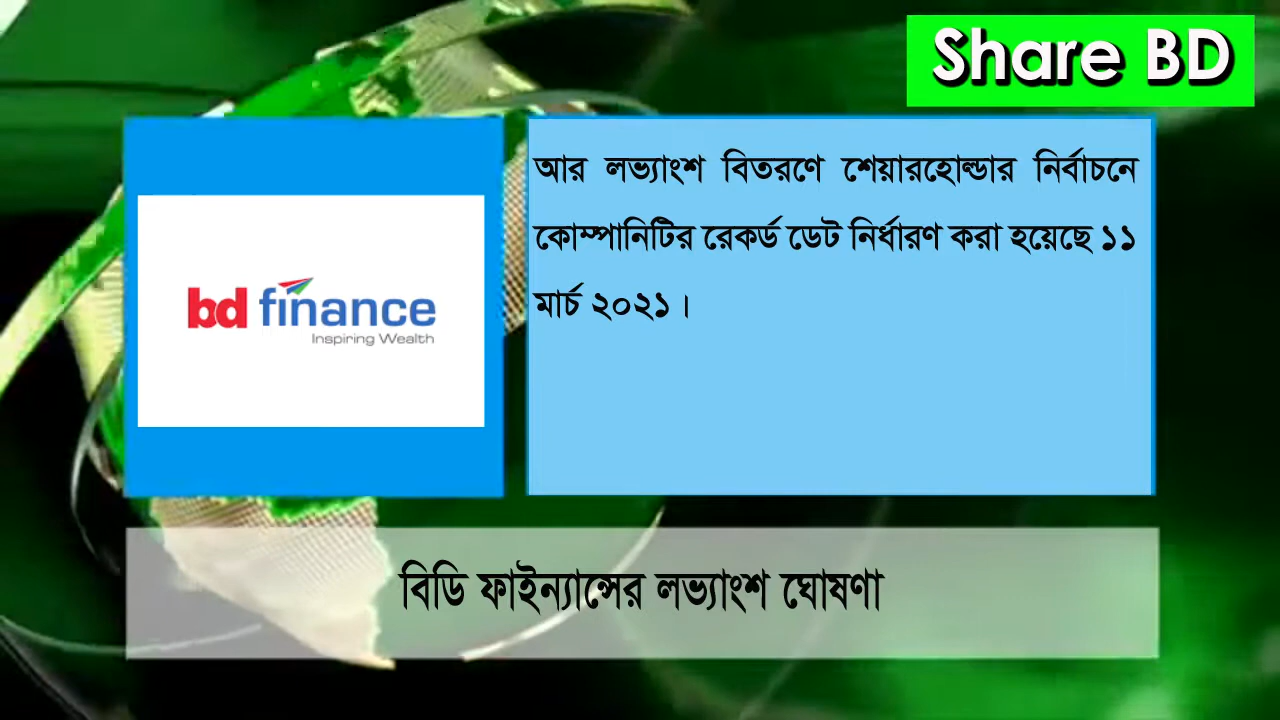 Share BD
আর লভ্যাংশ বিতরণে শেয়ারহোল্ডার নির্বাচনে
কোম্পানিটির রেকর্ড ডেট নির্ধারণ করা হয়েছে ১১
মার্চ ২০২১।
bd finance
Inspiring Wealth
বিডি ফাইন্যান্সের লভ্যাংশ ঘোষণা